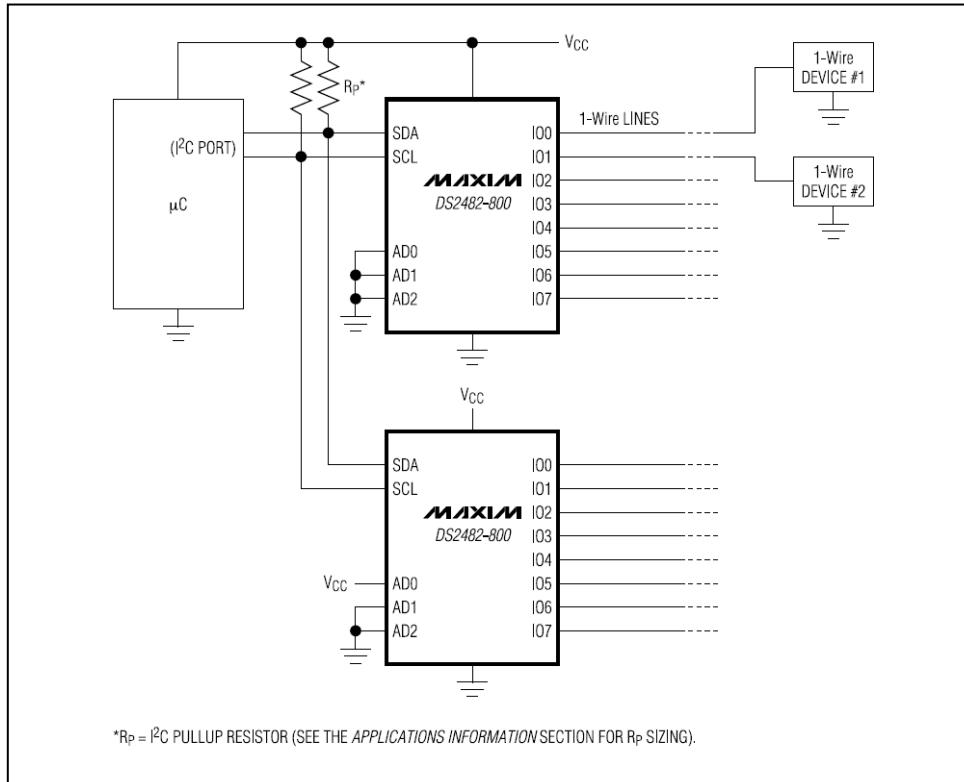 VCC
RP*
1-Wire
DEVICE #1
(I2C PORT)
µC
SDA
SCL
MAXIM
DS2482-800
AD0
AD1
AD2
1-Wire LINES
IO0
IO1
IO2
IO3
IO4
IO5
IO6
IO7
1-Wire
DEVICE #2
VCC
SDA
SCL
MAXIM
DS2482-800
VCC
AD0
AD1
AD2
IO0
IO1
IO2
IO3
IO4
IO5
IO6
IO7
*RP = I2C PULLUP RESISTOR (SEE THE APPLICATIONS INFORMATION SECTION FOR RP SIZING).